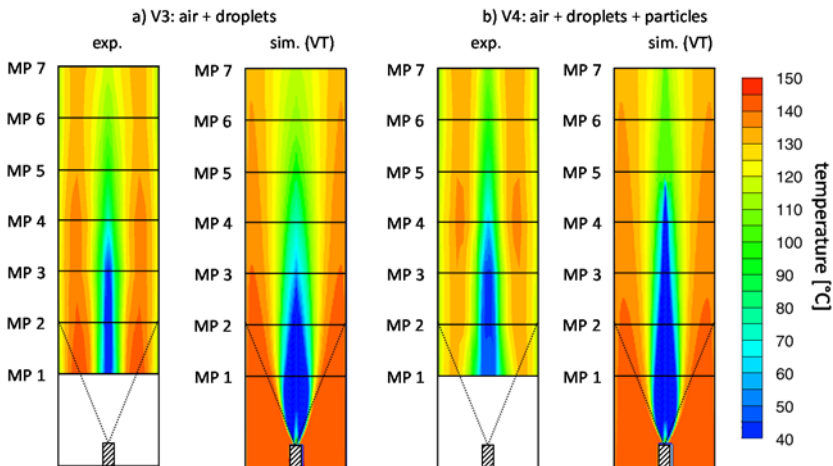 a) V3: air + droplets
b) V4: air + droplets + particles
exp.
sim. (VT)
exp.
sim. (VT)
MP 7
MP 6
MP 5
MP 4
MP 3
MP 2
MP 1
MP 7
MP 6
MP 5
MP 4
MP 3
MP 2
MP 1
MP 7
MP 6
MP 5
MP 4
MP 3
MP 2
MP 1
MP 7
MP 6
MP 5
MP 4
MP 3
MP 2
MP 1
150
140
130
120
110
100
90
80
70
60
50
40
temperature [°C]